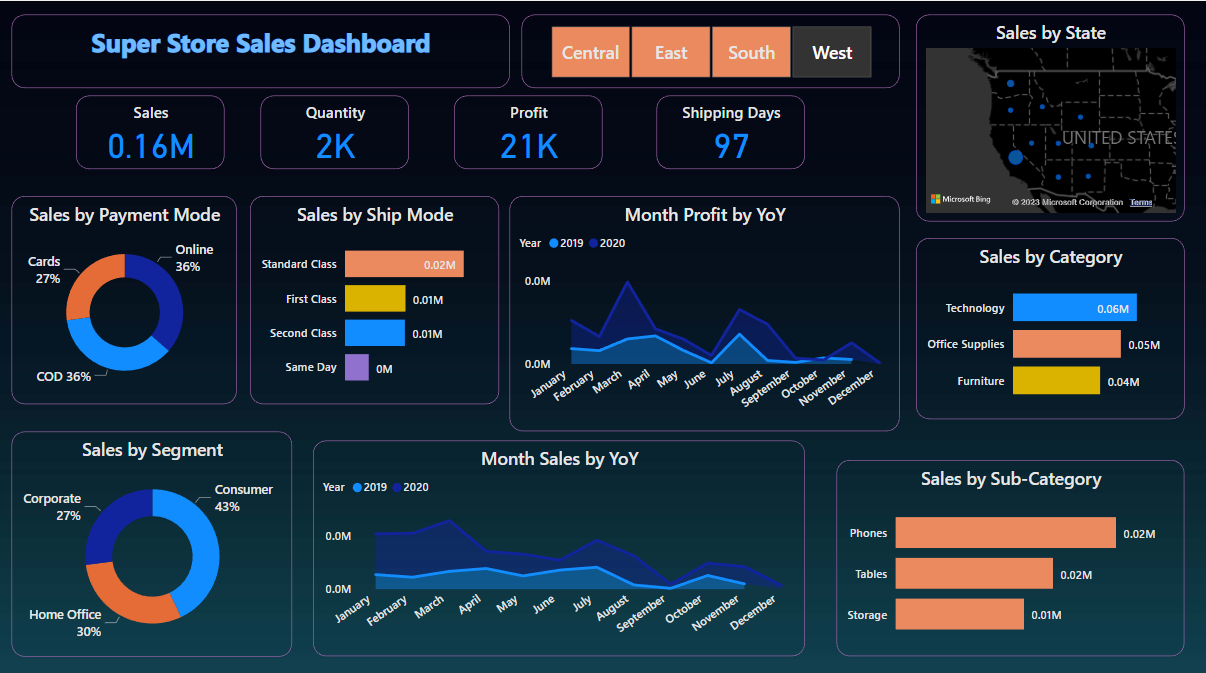 Super Store Sales Dashboard
Central East South West
Sales
0.16M
Quantity
2K
Profit
21K
Shipping Days
97
Sales by State
UNITED STATES
Microsoft Bing
© 2023 Microsoft Corporation Terms
Sales by Payment Mode
Online
36%
Cards
27%
COD 36%
Sales by Ship Mode
Standard Class 0.02M
First Class 0.01M
Second Class 0.01M
Same Day 0M
Month Profit by YoY
Year 2019 2020
0.0M
0.0M
January February March April May June July August September October November December
Sales by Category
Technology 0.06M
Office Supplies 0.05M
Furniture 0.04M
Sales by Segment
Consumer
43%
Corporate
27%
Home Office
30%
Month Sales by YoY
Year 2019 2020
0.0M
0.0M
January February March April May June July August September October November December
Sales by Sub-Category
Phones 0.02M
Tables 0.02M
Storage 0.01M